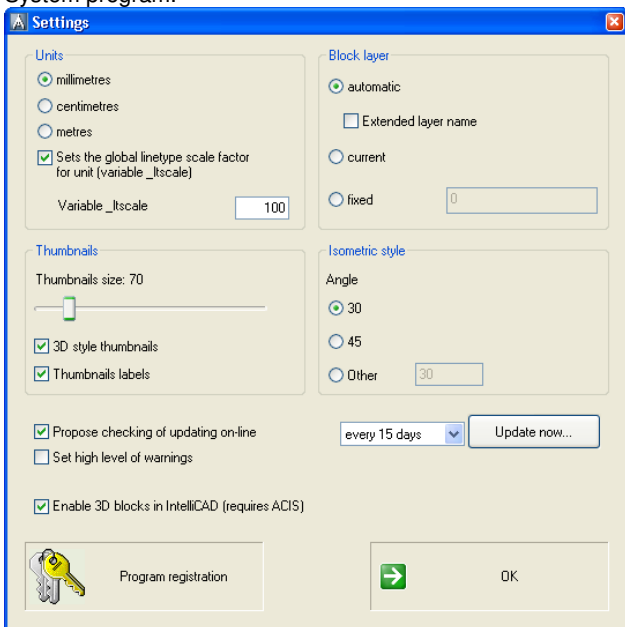 System program.
Settings
Units
millimetres
centimetres
metres
Sets the global linetype scale factor
for unit (variable _ltscale)
Variable _ltscale
100
Block layer
automatic
Extended layer name
current
fixed
0
Thumbnails
Thumbnails size: 70
3D style thumbnails
Thumbnails labels
Isometric style
Angle
30
45
Other
30
Propose checking of updating on-line
every 15 days
Update now...
Set high level of warnings
Enable 3D blocks in IntelliCAD (requires ACIS)
Program registration
OK